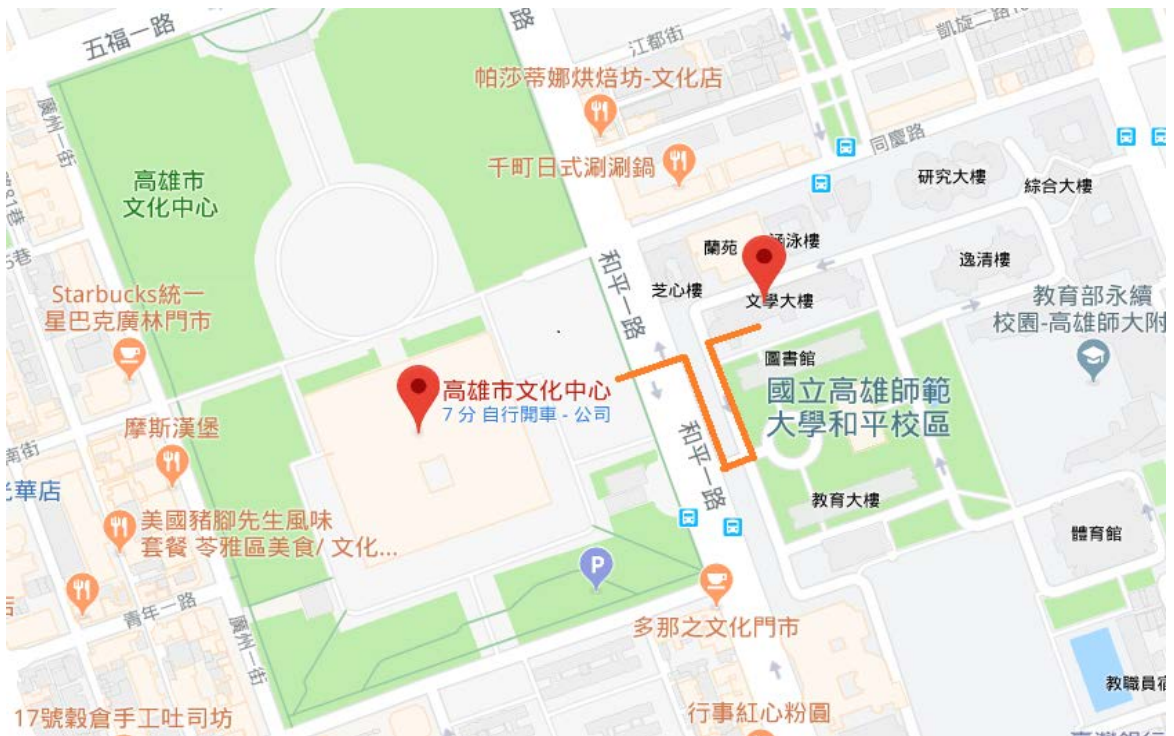 五福一路
路
江都街
凱旋二路
廣州一街
帕莎蒂娜烘焙坊-文化店
同慶路
千町日式涮涮鍋
高雄市
文化中心
研究大樓
綜合大樓
巷
蘭苑
泳樓
逸清樓
和平一路
芝心樓
文學大樓
Starbucks統一
星巴克廣林門市
教育部永續
校園-高雄師大附
圖書館
高雄市文化中心
7 分 自行開車 - 公司
國立高雄師範
大學和平校區
摩斯漢堡
南街
和平一路
華店
教育大樓
美國豬腳先生風味
套餐 苓雅區美食/ 文化...
體育館
P
青年一路
廣州一街
店
多那之文化門市
教職員宿
17號穀倉手工吐司坊
行事紅心粉圓